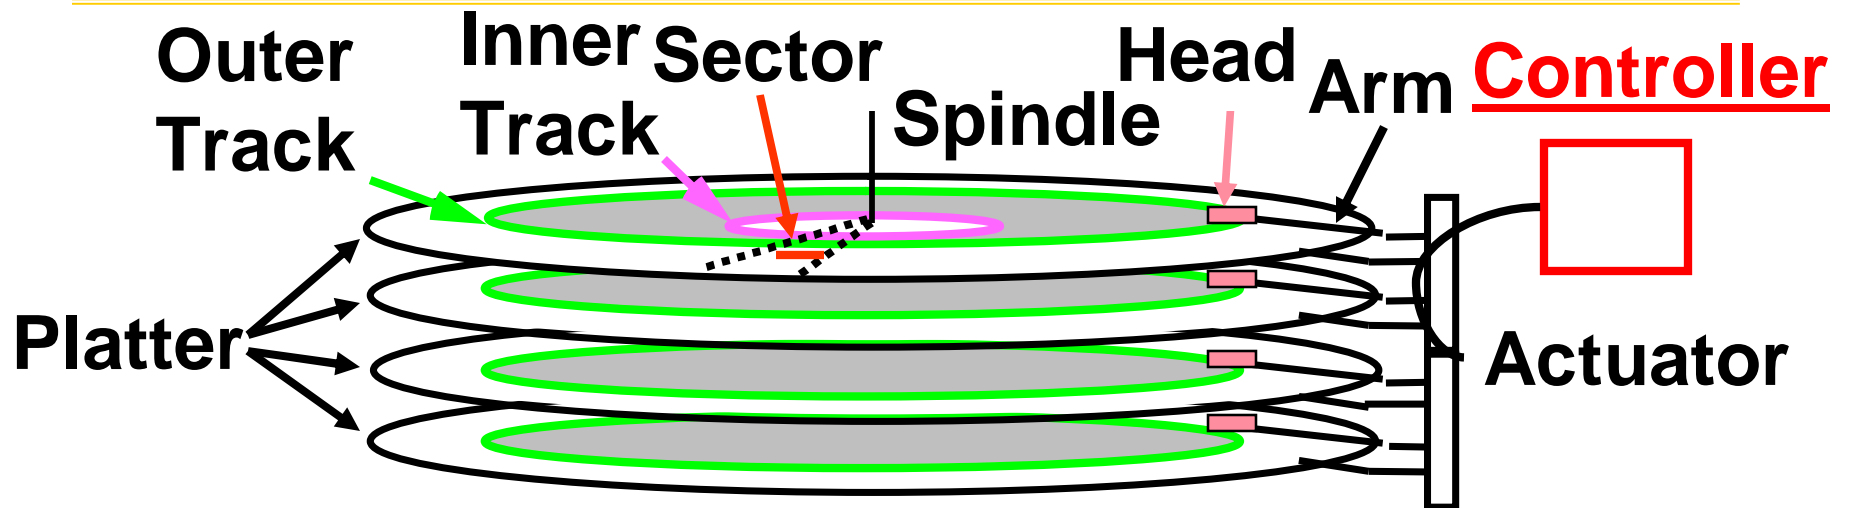 Outer
Track
Inner
Track
Sector
Spindle
Head
Arm
Controller
Platter
Actuator